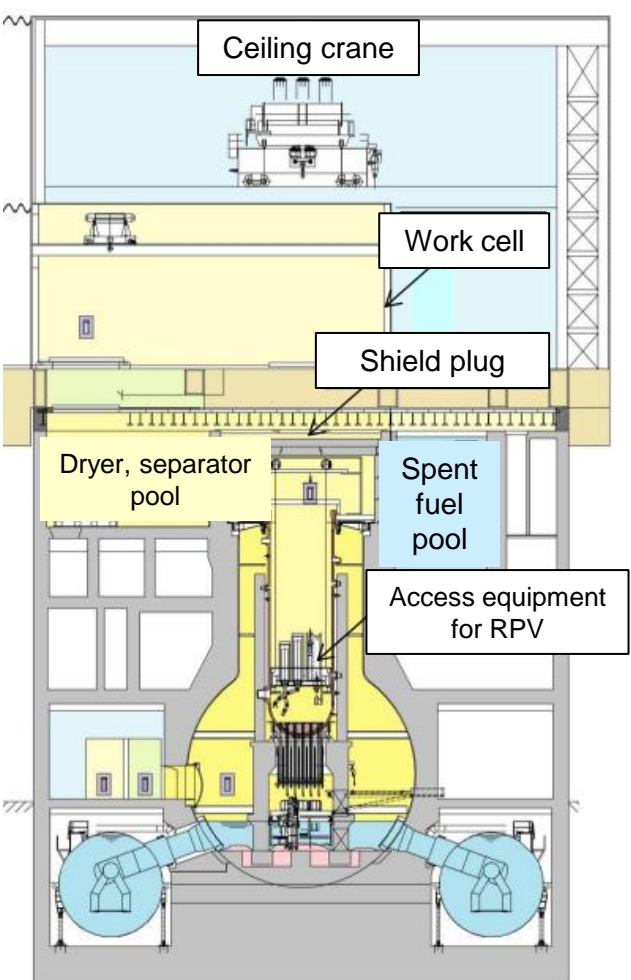 Ceiling crane
Work cell
Shield plug
Dryer, separator
pool
Spent
fuel
pool
Access equipment
for RPV